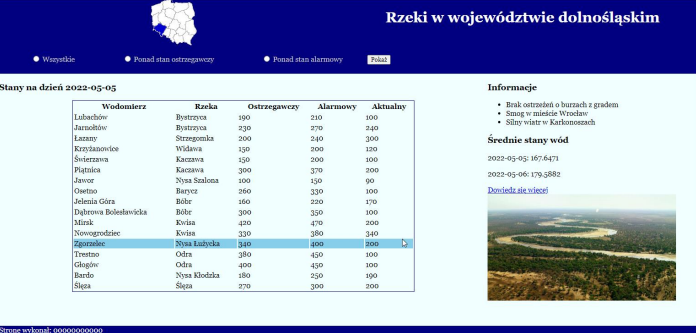 Rzeki w województwie dolnośląskim
Wszystkie Ponad stan ostrzegawczy Ponad stan alarmowy Pokaż
Stany na dzień 2022-05-05
Wodomierz Rzeka Ostrzegawczy Alarmowy Aktualny
Lubachów Bystrzyca 190 210 100
Jarnołtów Bystrzyca 230 270 240
Łazany Strzegomka 200 240 300
Krzyżanowice Widawa 150 200 120
Świerzawa Kaczawa 150 200 100
Piątnica Kaczawa 300 370 200
Jawor Nysa Szalona 100 150 90
Osetno Barycz 260 330 100
Jelenia Góra Bóbr 160 220 170
Dąbrowa Bolesławicka Bóbr 300 350 100
Mirsk Kwisa 420 470 200
Nowogrodziec Kwisa 330 380 340
Zgorzelec Nysa Łużycka 340 400 200
Trestno Odra 380 450 100
Głogów Odra 400 450 100
Bardo Nysa Kłodzka 180 250 190
Ślęza Ślęza 270 300 200
Informacje
Brak ostrzeżeń o burzach z gradem
Smog w mieście Wrocław
Silny wiatr w Karkonoszach
Średnie stany wód
2022-05-05: 167.6471
2022-05-06: 179.5882
Dowiedz się więcej
Stronę wykonał: 00000000000